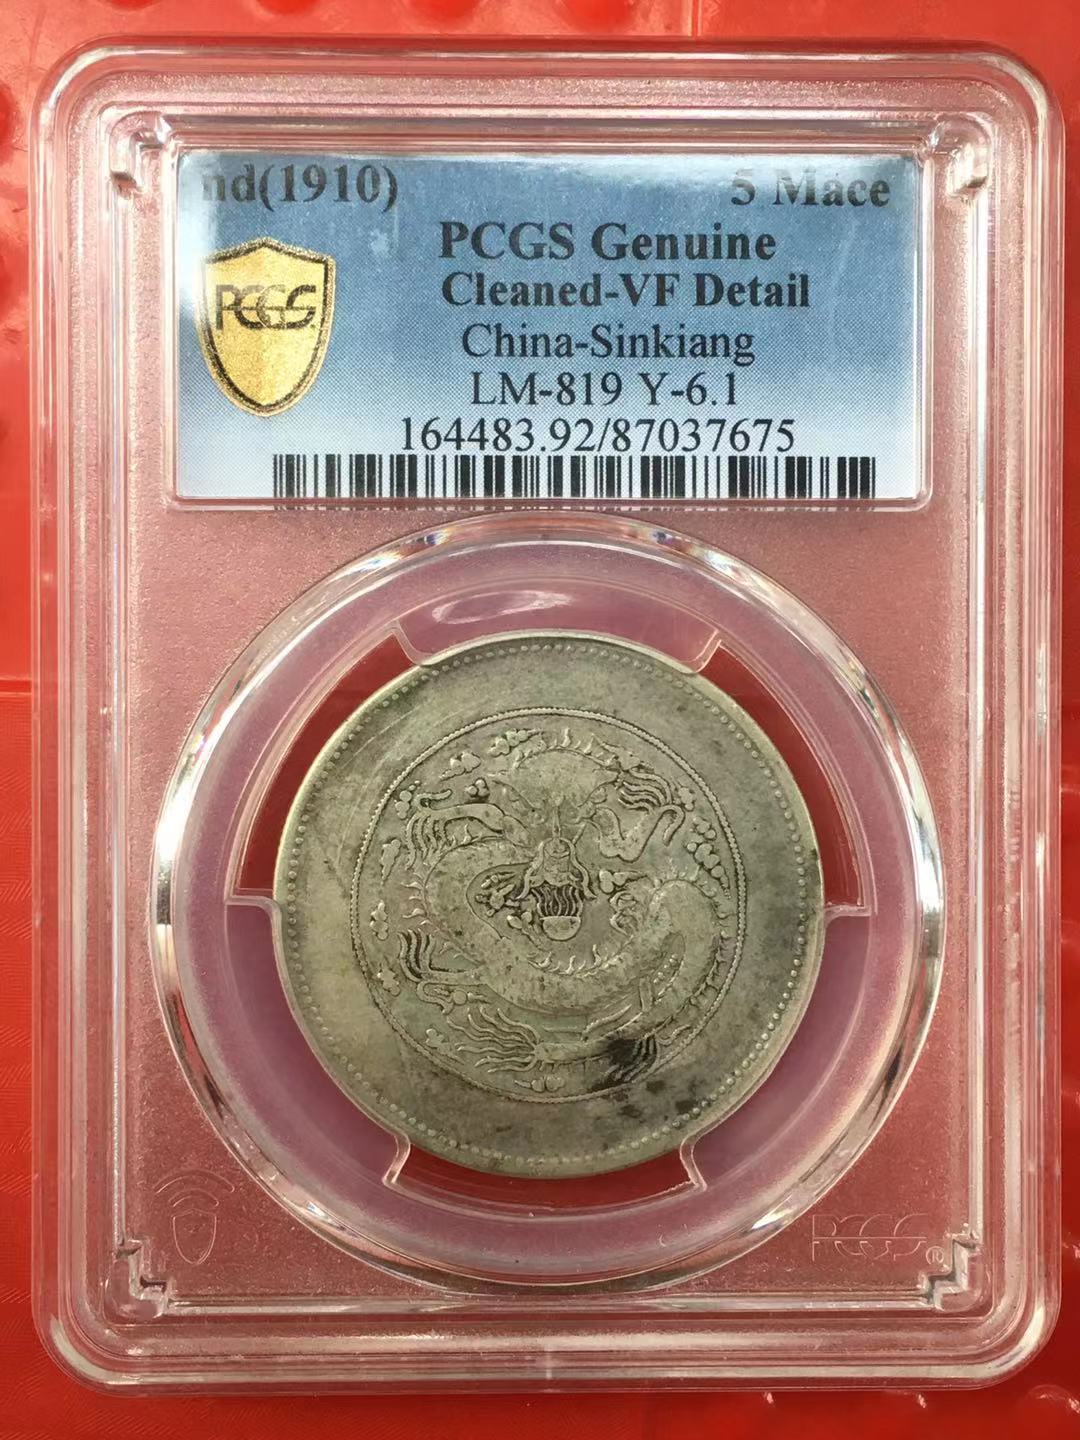 nd(1910) 5 Mace
PCGS Genuine
PCGS
Cleaned-VF Detail
China-Sinkiang
LM-819 Y-6.1
164483.92/87037675
PCGS®